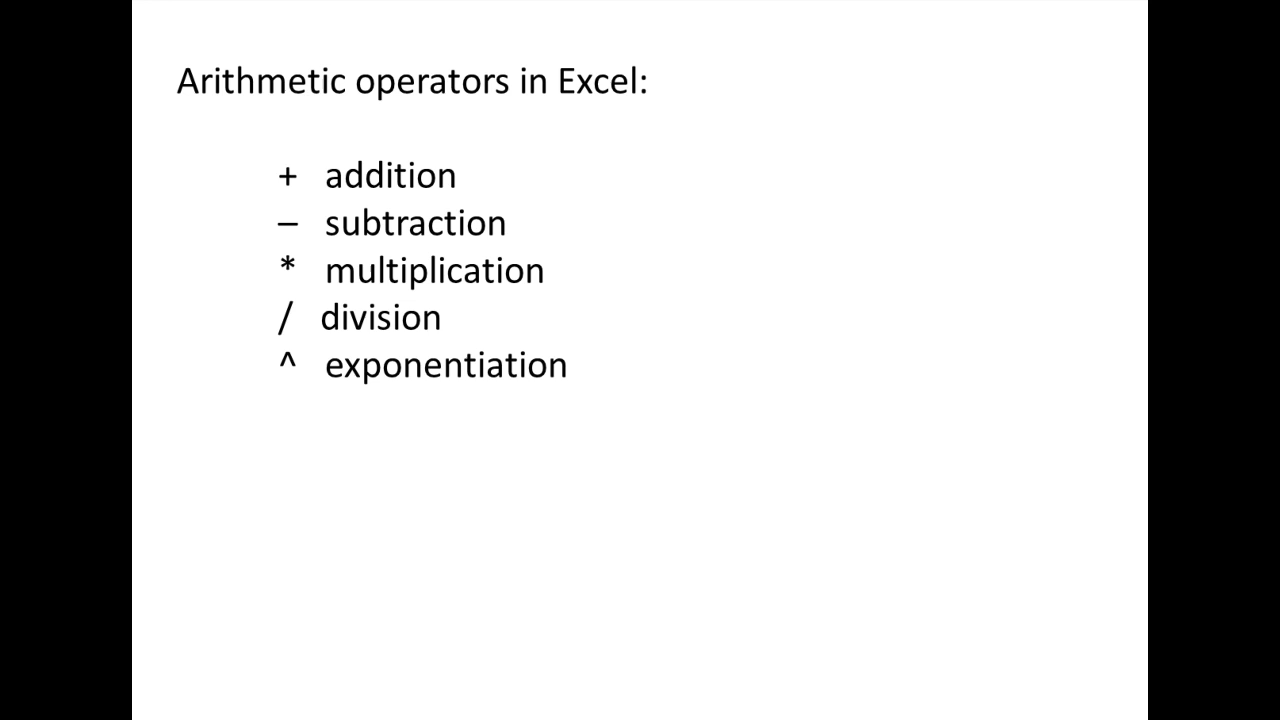 Arithmetic operators in Excel:
+ addition
– subtraction
* multiplication
/ division
^ exponentiation